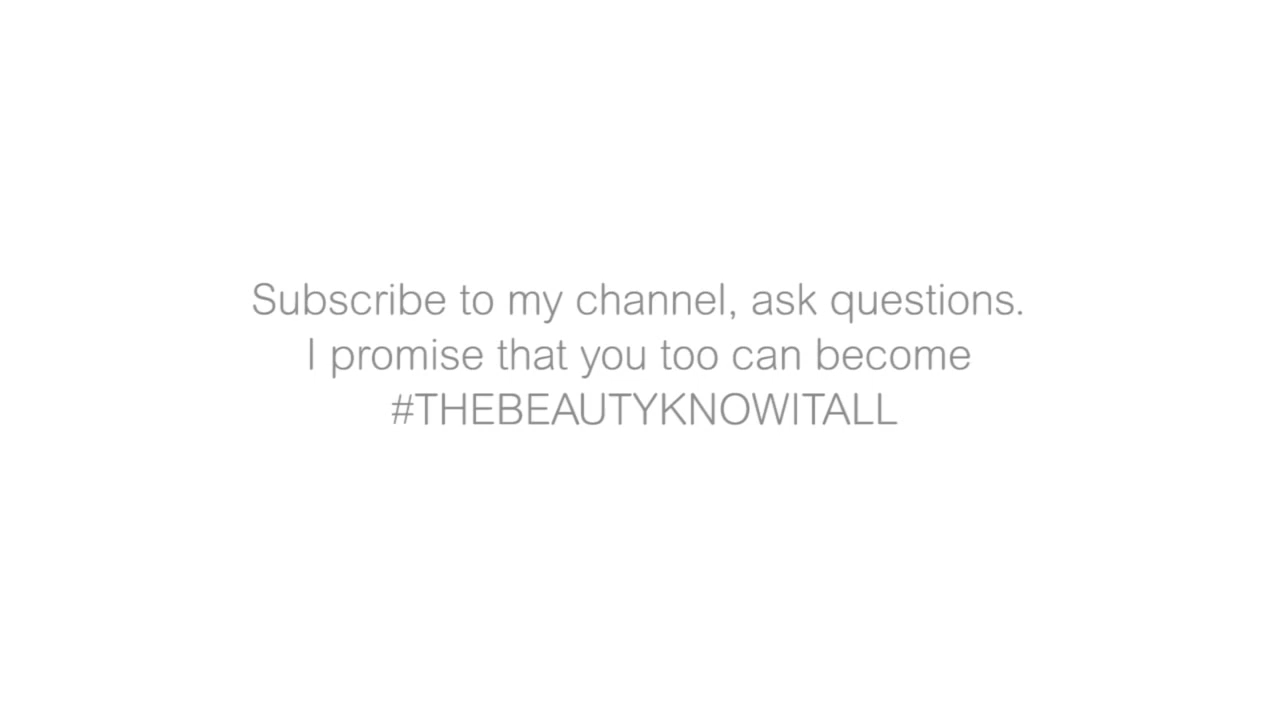 Subscribe to my channel, ask questions.
I promise that you too can become
#THEBEAUTYKNOWITALL